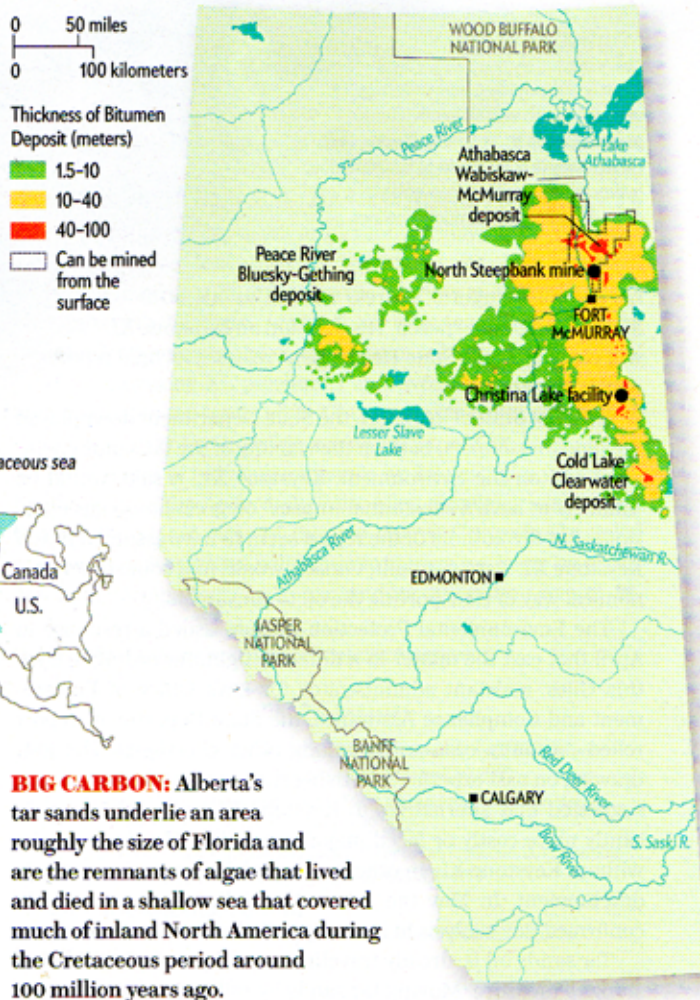 0 50 miles
0 100 kilometers
Thickness of Bitumen
Deposit (meters)
1.5–10
10–40
40–100
Can be mined
from the
surface
WOOD BUFFALO
NATIONAL PARK
Peace River
Lake
Athabasca
Athabasca
Wabiskaw-
McMurray
deposit
Peace River
Bluesky-Gething
deposit
North Steepbank mine
FORT
McMURRAY
Christina Lake facility
Lesser Slave
Lake
Cold Lake
Clearwater
deposit
aceous sea
Canada
U.S.
Athabasca River
N. Saskatchewan R.
EDMONTON
JASPER
NATIONAL
PARK
BANFF
NATIONAL
PARK
Red Deer River
CALGARY
Bow River
S. Sask. R.
BIG CARBON: Alberta's
tar sands underlie an area
roughly the size of Florida and
are the remnants of algae that lived
and died in a shallow sea that covered
much of inland North America during
the Cretaceous period around
100 million years ago.